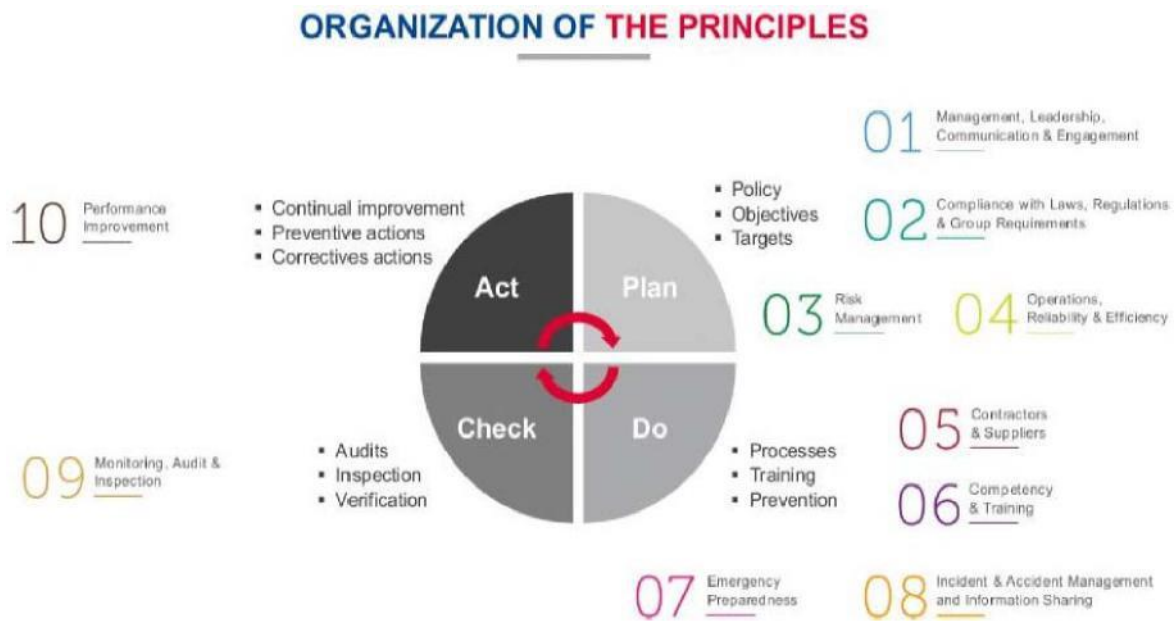 ORGANIZATION OF THE PRINCIPLES
01
Management, Leadership,
Communication & Engagement
02
Compliance with Laws, Regulations
& Group Requirements
03
Risk
Management
04
Operations,
Reliability & Efficiency
05
Contractors
& Suppliers
06
Competency
& Training
07
Emergency
Preparedness
08
Incident & Accident Management
and Information Sharing
09
Monitoring, Audit &
Inspection
10
Performance
Improvement
▪ Continual improvement
▪ Preventive actions
▪ Correctives actions
Act
Plan
▪ Policy
▪ Objectives
▪ Targets
Check
Do
▪ Audits
▪ Inspection
▪ Verification
▪ Processes
▪ Training
▪ Prevention